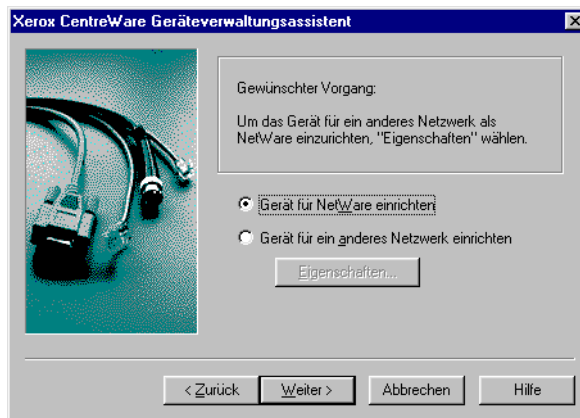 Xerox CentreWare Geräteverwaltungsassistent
Gewünschter Vorgang:
Um das Gerät für ein anderes Netzwerk als
NetWare einzurichten, "Eigenschaften" wählen.
Gerät für NetWare einrichten
Gerät für ein anderes Netzwerk einrichten
Eigenschaften...
< Zurück Weiter > Abbrechen Hilfe